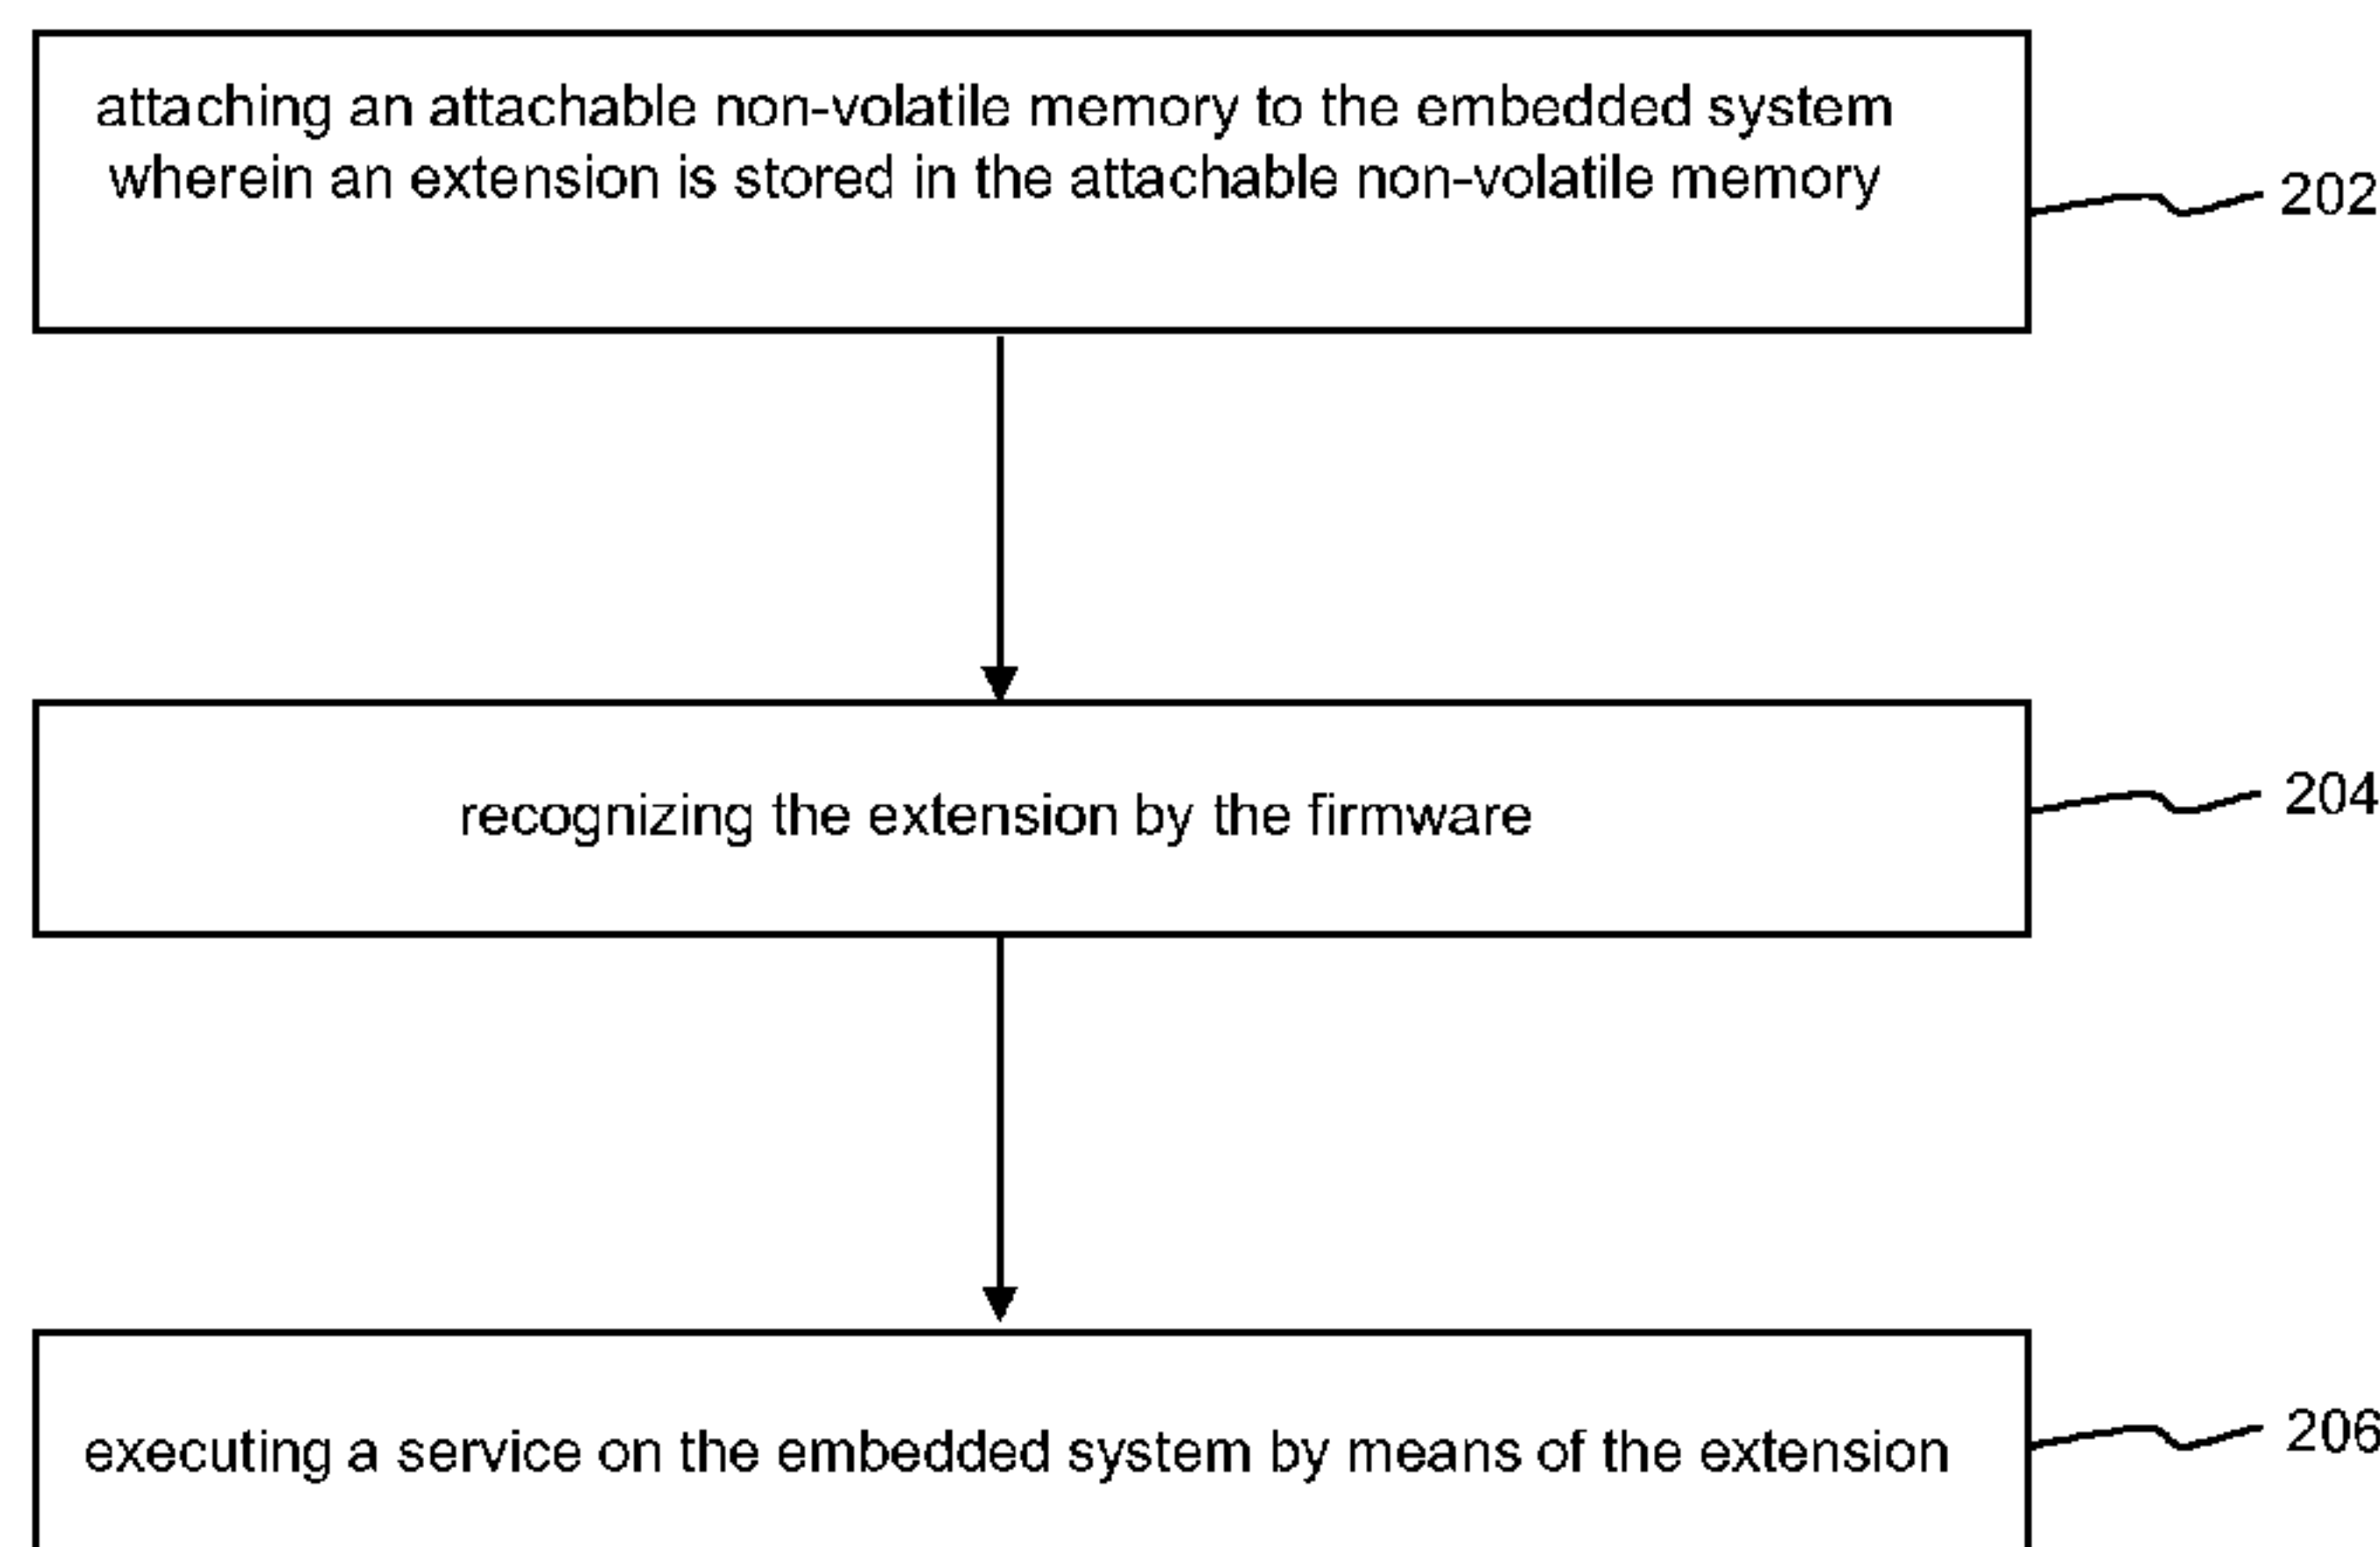 attaching an attachable non-volatile memory to the embedded system
wherein an extension is stored in the attachable non-volatile memory
202
recognizing the extension by the firmware
204
executing a service on the embedded system by means of the extension
206